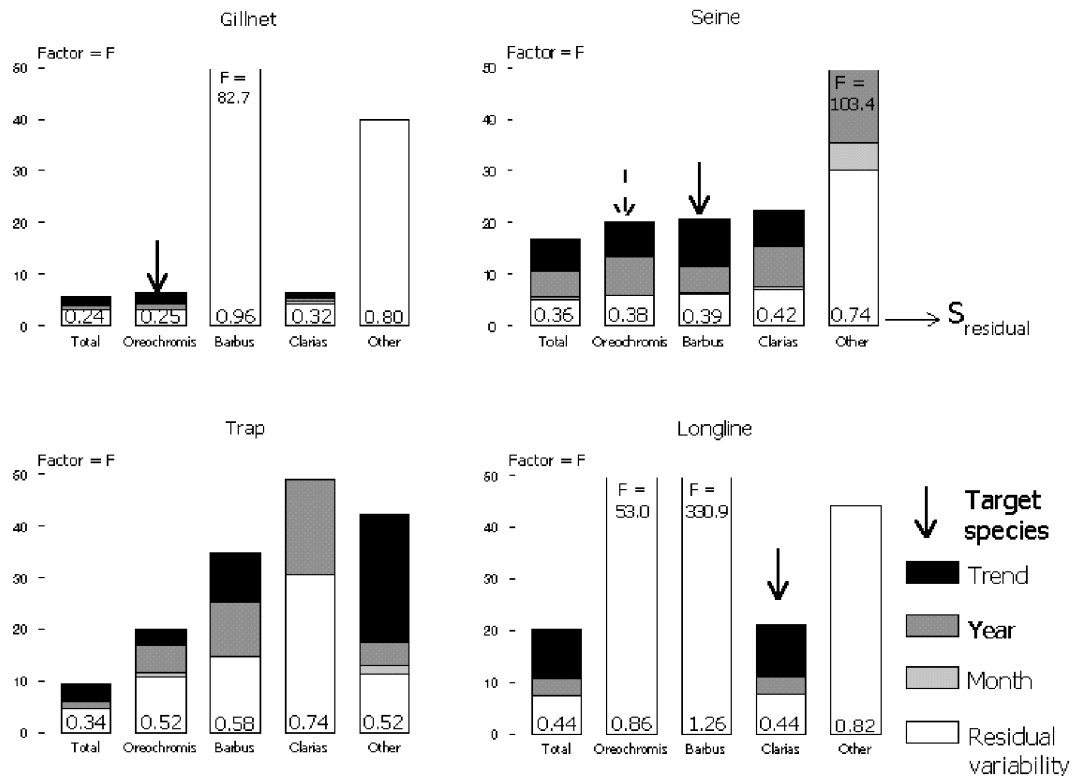 Gillnet
Factor = F
50
40
30
20
10
0
F =
82.7
0.24
0.25
0.96
0.32
0.80
Total
Oreochromis
Barbus
Clarias
Other
Seine
Factor = F
50
40
30
20
10
0
F =
103.4
0.36
0.38
0.39
0.42
0.74
S residual
Total
Oreochromis
Barbus
Clarias
Other
Trap
Factor = F
50
40
30
20
10
0
0.34
0.52
0.58
0.74
0.52
Total
Oreochromis
Barbus
Clarias
Other
Longline
Factor = F
50
40
30
20
10
0
F =
53.0
F =
330.9
0.44
0.86
1.26
0.44
0.82
Total
Oreochromis
Barbus
Clarias
Other
Target
species
Trend
Year
Month
Residual
variability